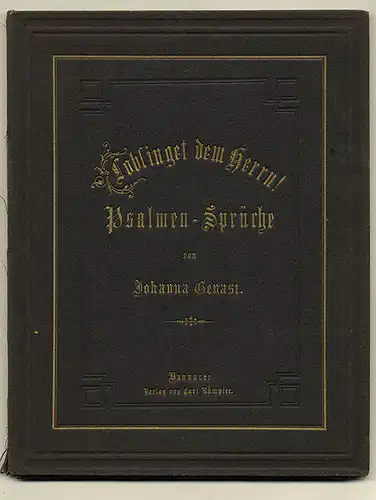 Lobsinget dem Herrn!
Psalmen-Sprüche
von
Johanna Genast.
Hannover
Verlag von Carl Rümpler.